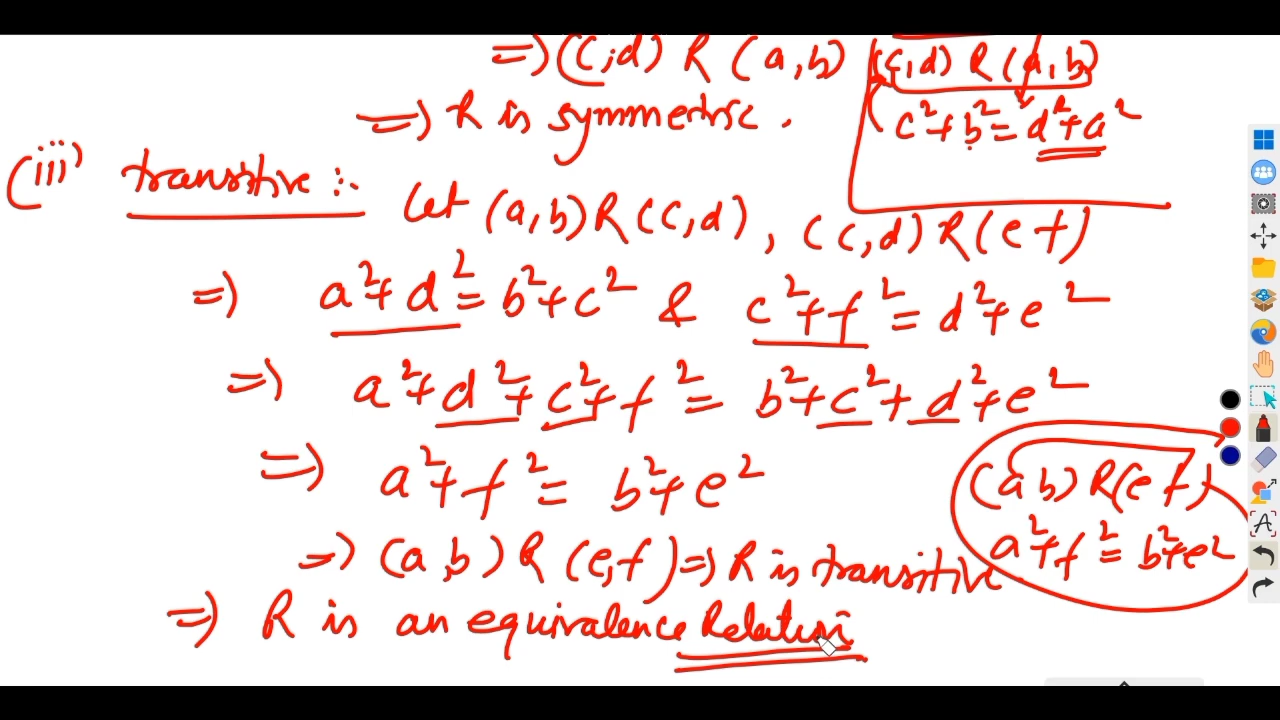 => (c,d) R (a,b)
=> R is symmetric.
(c,d) R (a,b)
c²+b²=d²+a²
(iii) transitive :- Let (a,b)R(c,d), (c,d)R(e f)
=> a²+d²=b²+c² & c²+f²=d²+e²
=> a²+d²+c²+f²=b²+c²+d²+e²
=> a²+f²=b²+e²
(a b) R(e f)
a²+f²=b²+e²
=> (a,b) R (e,f) => R is transitive
=> R is an equivalence Relation
A